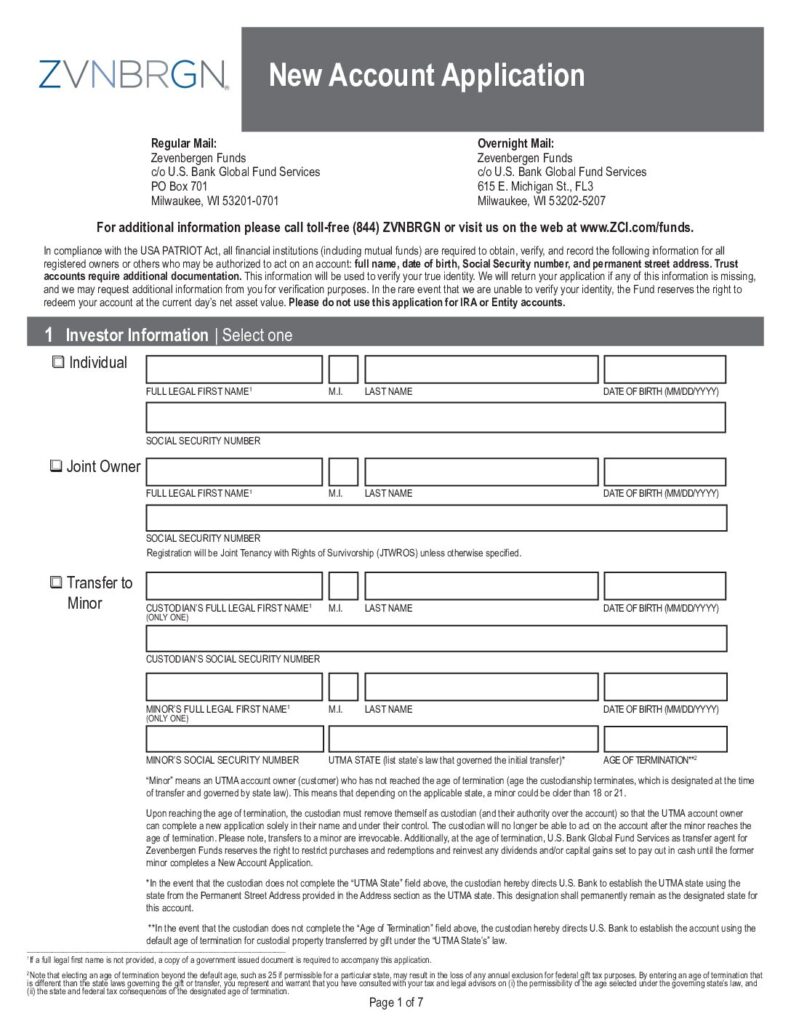 ZVNBRGN®
New Account Application
Regular Mail:
Zevenbergen Funds
c/o U.S. Bank Global Fund Services
PO Box 701
Milwaukee, WI 53201-0701
Overnight Mail:
Zevenbergen Funds
c/o U.S. Bank Global Fund Services
615 E. Michigan St., FL3
Milwaukee, WI 53202-5207
For additional information please call toll-free (844) ZVNBRGN or visit us on the web at www.ZCI.com/funds.
In compliance with the USA PATRIOT Act, all financial institutions (including mutual funds) are required to obtain, verify, and record the following information for all
registered owners or others who may be authorized to act on an account: full name, date of birth, Social Security number, and permanent street address. Trust
accounts require additional documentation. This information will be used to verify your true identity. We will return your application if any of this information is missing,
and we may request additional information from you for verification purposes. In the rare event that we are unable to verify your identity, the Fund reserves the right to
redeem your account at the current day's net asset value. Please do not use this application for IRA or Entity accounts.
1 Investor Information | Select one
Individual
FULL LEGAL FIRST NAME¹ M.I. LAST NAME DATE OF BIRTH (MM/DD/YYYY)
SOCIAL SECURITY NUMBER
Joint Owner
FULL LEGAL FIRST NAME¹ M.I. LAST NAME DATE OF BIRTH (MM/DD/YYYY)
SOCIAL SECURITY NUMBER
Registration will be Joint Tenancy with Rights of Survivorship (JTWROS) unless otherwise specified.
Transfer to
Minor
CUSTODIAN'S FULL LEGAL FIRST NAME¹ M.I. LAST NAME DATE OF BIRTH (MM/DD/YYYY)
(ONLY ONE)
CUSTODIAN'S SOCIAL SECURITY NUMBER
MINOR'S FULL LEGAL FIRST NAME¹ M.I. LAST NAME DATE OF BIRTH (MM/DD/YYYY)
(ONLY ONE)
MINOR'S SOCIAL SECURITY NUMBER UTMA STATE (list state's law that governed the initial transfer)* AGE OF TERMINATION**²
"Minor" means an UTMA account owner (customer) who has not reached the age of termination (age the custodianship terminates, which is designated at the time
of transfer and governed by state law). This means that depending on the applicable state, a minor could be older than 18 or 21.
Upon reaching the age of termination, the custodian must remove themself as custodian (and their authority over the account) so that the UTMA account owner
can complete a new application solely in their name and under their control. The custodian will no longer be able to act on the account after the minor reaches the
age of termination. Please note, transfers to a minor are irrevocable. Additionally, at the age of termination, U.S. Bank Global Fund Services as transfer agent for
Zevenbergen Funds reserves the right to restrict purchases and redemptions and reinvest any dividends and/or capital gains set to pay out in cash until the former
minor completes a New Account Application.
*In the event that the custodian does not complete the "UTMA State" field above, the custodian hereby directs U.S. Bank to establish the UTMA state using the
state from the Permanent Street Address provided in the Address section as the UTMA state. This designation shall permanently remain as the designated state for
this account.
**In the event that the custodian does not complete the "Age of Termination" field above, the custodian hereby directs U.S. Bank to establish the account using the
default age of termination for custodial property transferred by gift under the "UTMA State's" law.
¹If a full legal first name is not provided, a copy of a government issued document is required to accompany this application.
²Note that electing an age of termination beyond the default age, such as 25 if permissible for a particular state, may result in the loss of any annual exclusion for federal gift tax purposes. By entering an age of termination that
is different than the state laws governing the gift or transfer, you represent and warrant that you have consulted with your tax and legal advisors on (i) the permissibility of the age selected under the governing state's law, and
(ii) the state and federal tax consequences of the designated age of termination.
Page 1 of 7